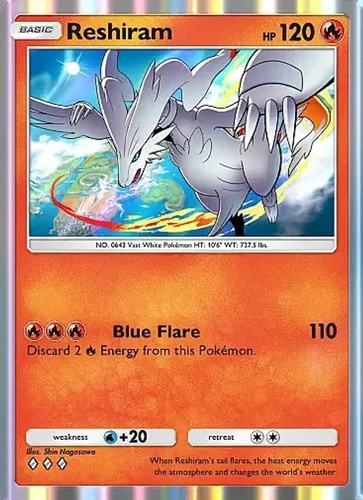 BASIC Reshiram HP 120
NO. 0643 Vast White Pokémon HT: 10'6" WT: 727.5 lbs.
Blue Flare 110
Discard 2 Energy from this Pokémon.
weakness +20 retreat
Illus. Shin Nagasawa
When Reshiram's tail flares, the heat energy moves
the atmosphere and changes the world's weather.